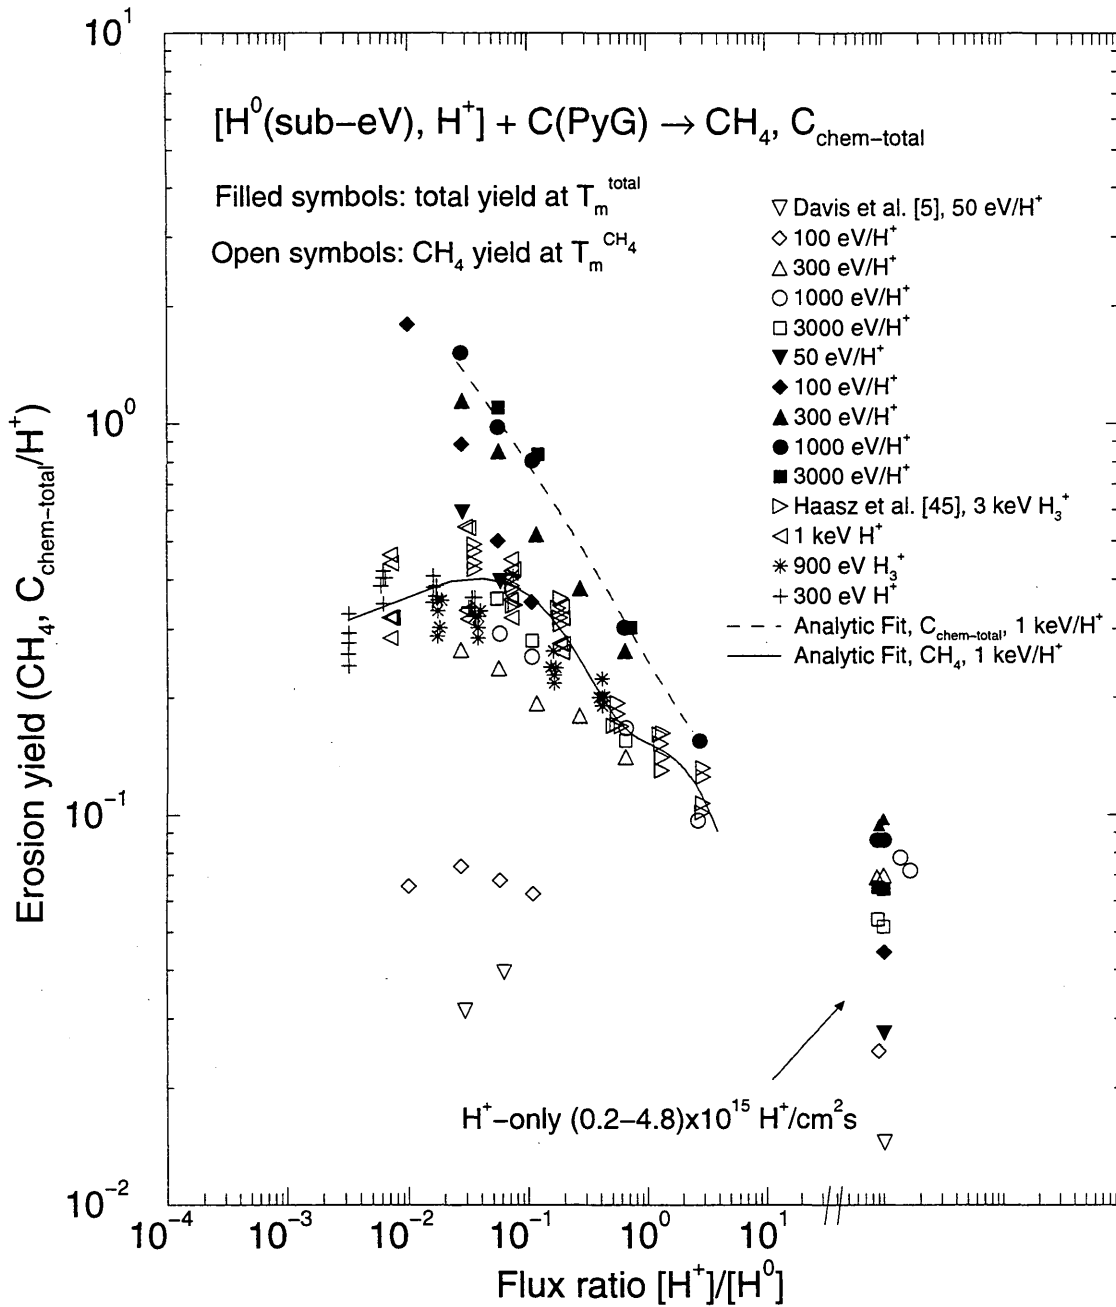 [H⁰(sub−eV), H⁺] + C(PyG) → CH₄, C chem−total
Filled symbols: total yield at Tₘ total
Open symbols: CH₄ yield at Tₘ CH₄
Davis et al. [5], 50 eV/H⁺
100 eV/H⁺
300 eV/H⁺
1000 eV/H⁺
3000 eV/H⁺
50 eV/H⁺
100 eV/H⁺
300 eV/H⁺
1000 eV/H⁺
3000 eV/H⁺
Haasz et al. [45], 3 keV H₃⁺
1 keV H⁺
900 eV H₃⁺
300 eV H⁺
Analytic Fit, C chem−total, 1 keV/H⁺
Analytic Fit, CH₄, 1 keV/H⁺
H⁺−only (0.2−4.8)x10¹⁵ H⁺/cm²s
Erosion yield (CH₄, C chem−total/H⁺)
10¹
10⁰
10⁻¹
10⁻²
10⁻⁴
10⁻³
10⁻²
10⁻¹
10⁰
10¹
Flux ratio [H⁺]/[H⁰]